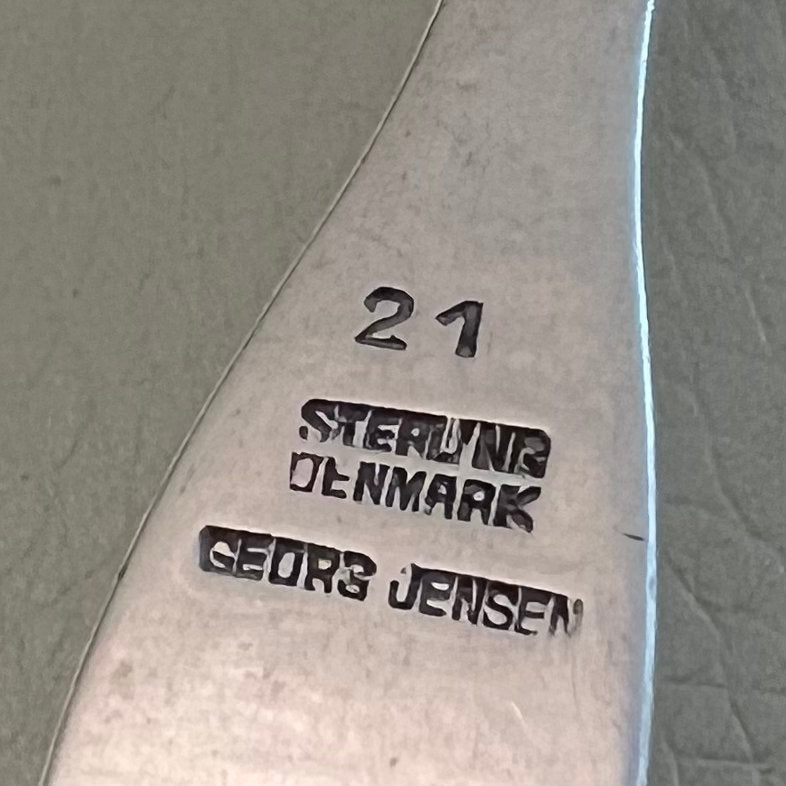 21
STERLING
DENMARK
GEORG JENSEN